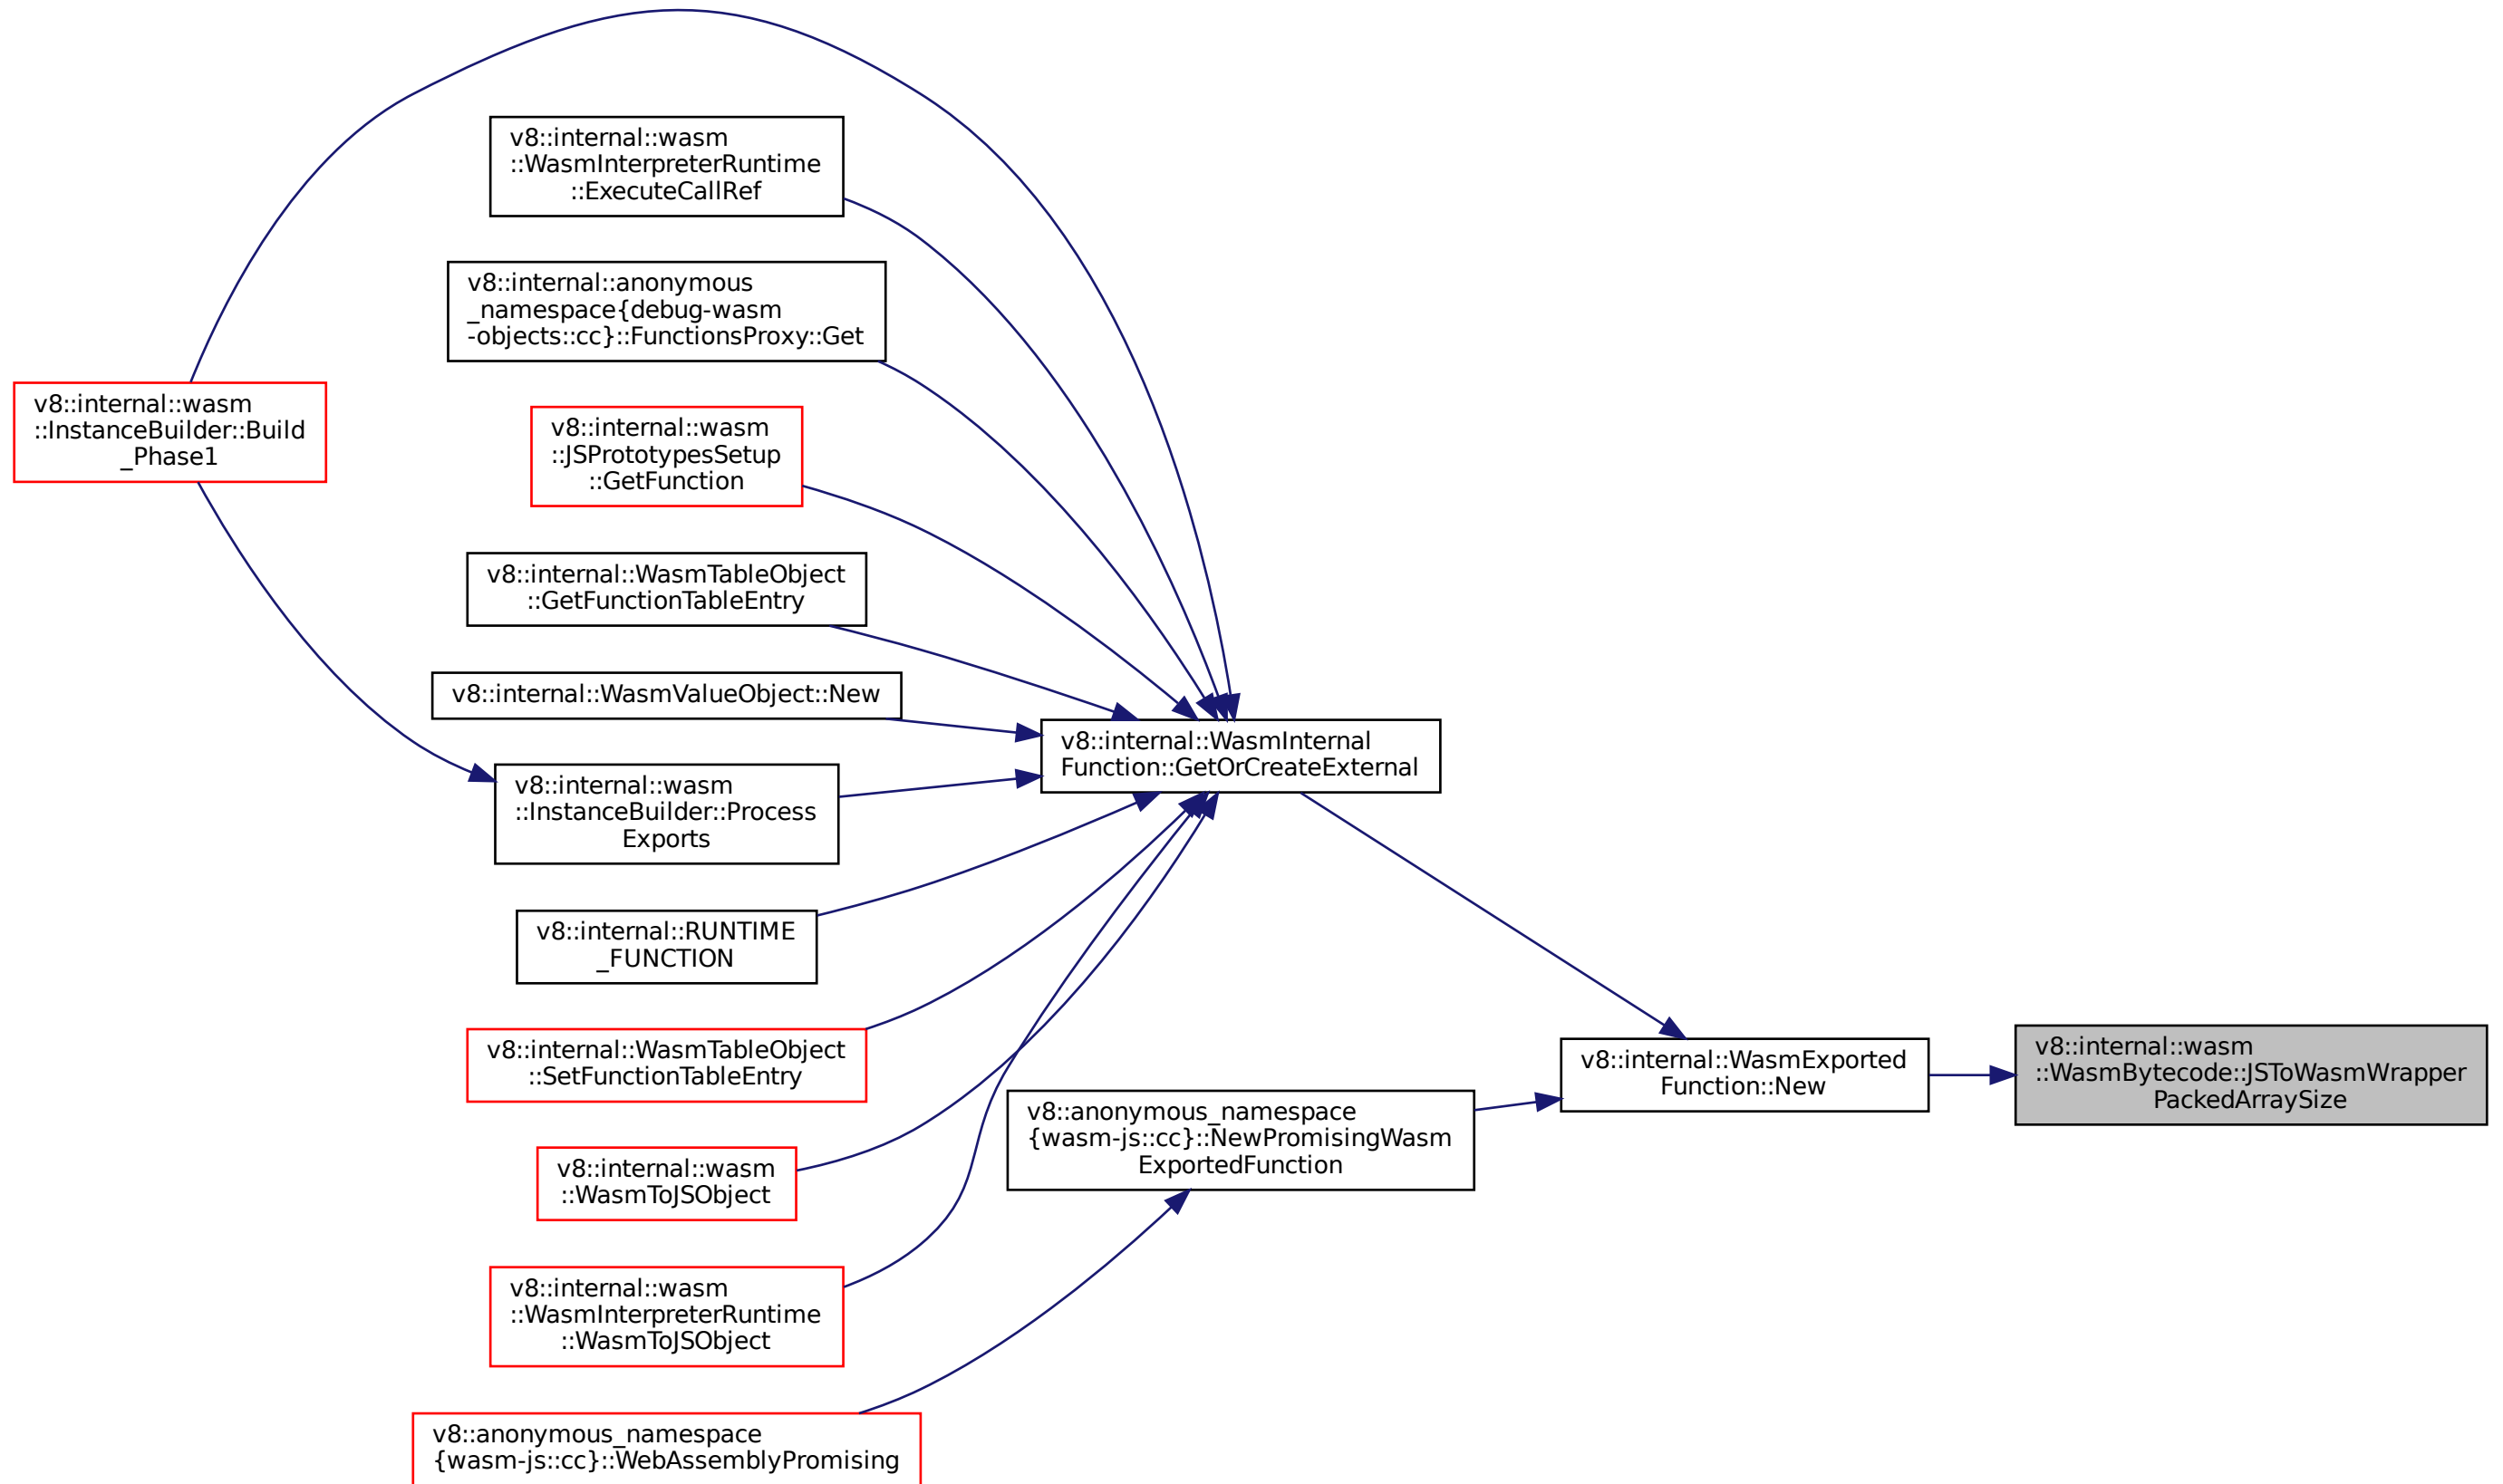 v8::internal::wasm
::WasmInterpreterRuntime
::ExecuteCallRef
v8::internal::anonymous
_namespace{debug-wasm
-objects::cc}::FunctionsProxy::Get
v8::internal::wasm
::InstanceBuilder::Build
_Phase1
v8::internal::wasm
::JSPrototypesSetup
::GetFunction
v8::internal::WasmTableObject
::GetFunctionTableEntry
v8::internal::WasmValueObject::New
v8::internal::WasmInternal
Function::GetOrCreateExternal
v8::internal::wasm
::InstanceBuilder::Process
Exports
v8::internal::RUNTIME
_FUNCTION
v8::internal::WasmTableObject
::SetFunctionTableEntry
v8::internal::WasmExported
Function::New
v8::internal::wasm
::WasmBytecode::JSToWasmWrapper
PackedArraySize
v8::anonymous_namespace
{wasm-js::cc}::NewPromisingWasm
ExportedFunction
v8::internal::wasm
::WasmToJSObject
v8::internal::wasm
::WasmInterpreterRuntime
::WasmToJSObject
v8::anonymous_namespace
{wasm-js::cc}::WebAssemblyPromising